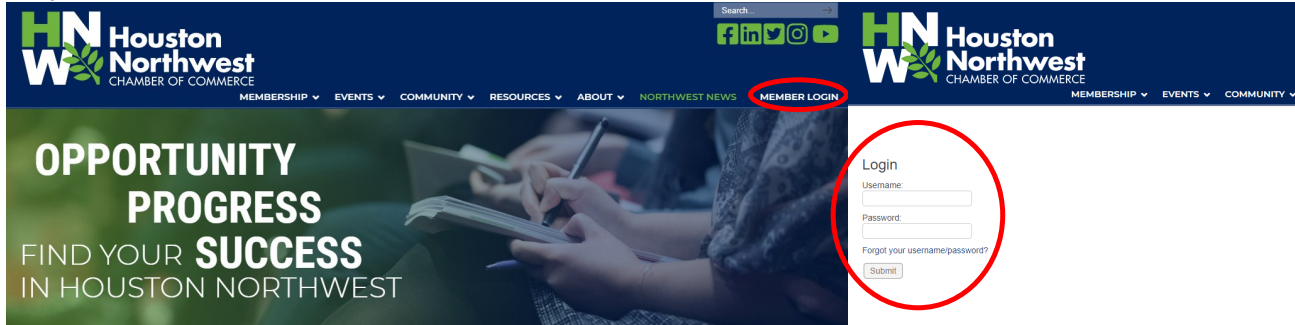 Search...
HN
W
Houston
Northwest
CHAMBER OF COMMERCE
MEMBERSHIP EVENTS COMMUNITY RESOURCES ABOUT NORTHWEST NEWS MEMBER LOGIN
OPPORTUNITY
PROGRESS
FIND YOUR SUCCESS
IN HOUSTON NORTHWEST
HN
W
Houston
Northwest
CHAMBER OF COMMERCE
MEMBERSHIP EVENTS COMMUNITY
Login
Username:
Password:
Forgot your username/password?
Submit